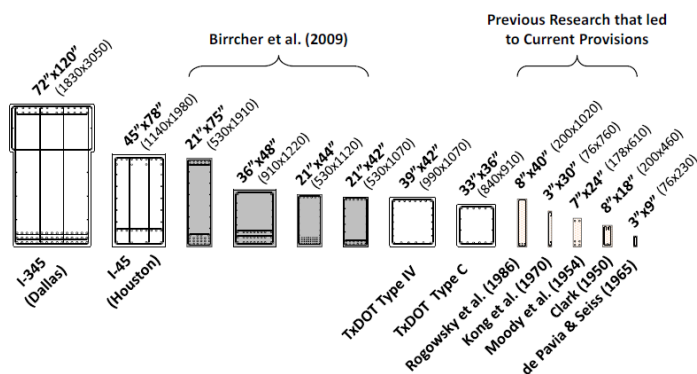 Birrcher et al. (2009)
Previous Research that led
to Current Provisions
72”x120”
(1830x3050)
45”x78”
(1140x1980)
21”x75”
(530x1910)
36”x48”
(910x1220)
21”x44”
(530x1120)
21”x42”
(530x1070)
39”x42”
(990x1070)
33”x36”
(840x910)
8”x40” (200x1020)
3”x30” (76x760)
7”x24” (178x610)
8”x18” (200x460)
3”x9” (76x230)
I-345
(Dallas)
I-45
(Houston)
TxDOT Type IV
TxDOT Type C
Rogowsky et al. (1986)
Kong et al. (1970)
Moody et al. (1954)
Clark (1950)
de Pavia & Seiss (1965)